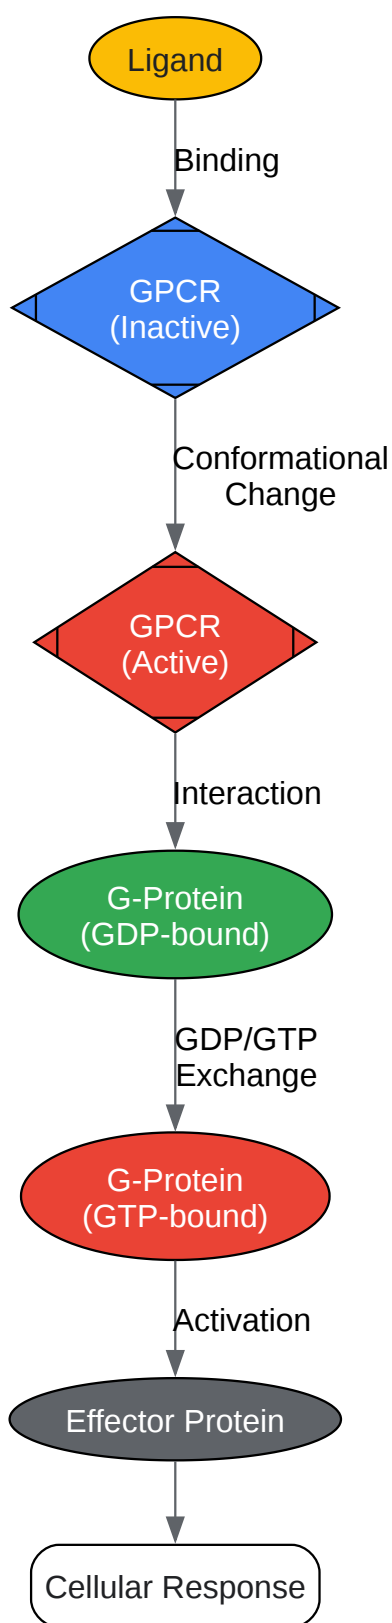 Ligand
Binding
GPCR
(Inactive)
Conformational
Change
GPCR
(Active)
Interaction
G-Protein
(GDP-bound)
GDP/GTP
Exchange
G-Protein
(GTP-bound)
Activation
Effector Protein
Cellular Response